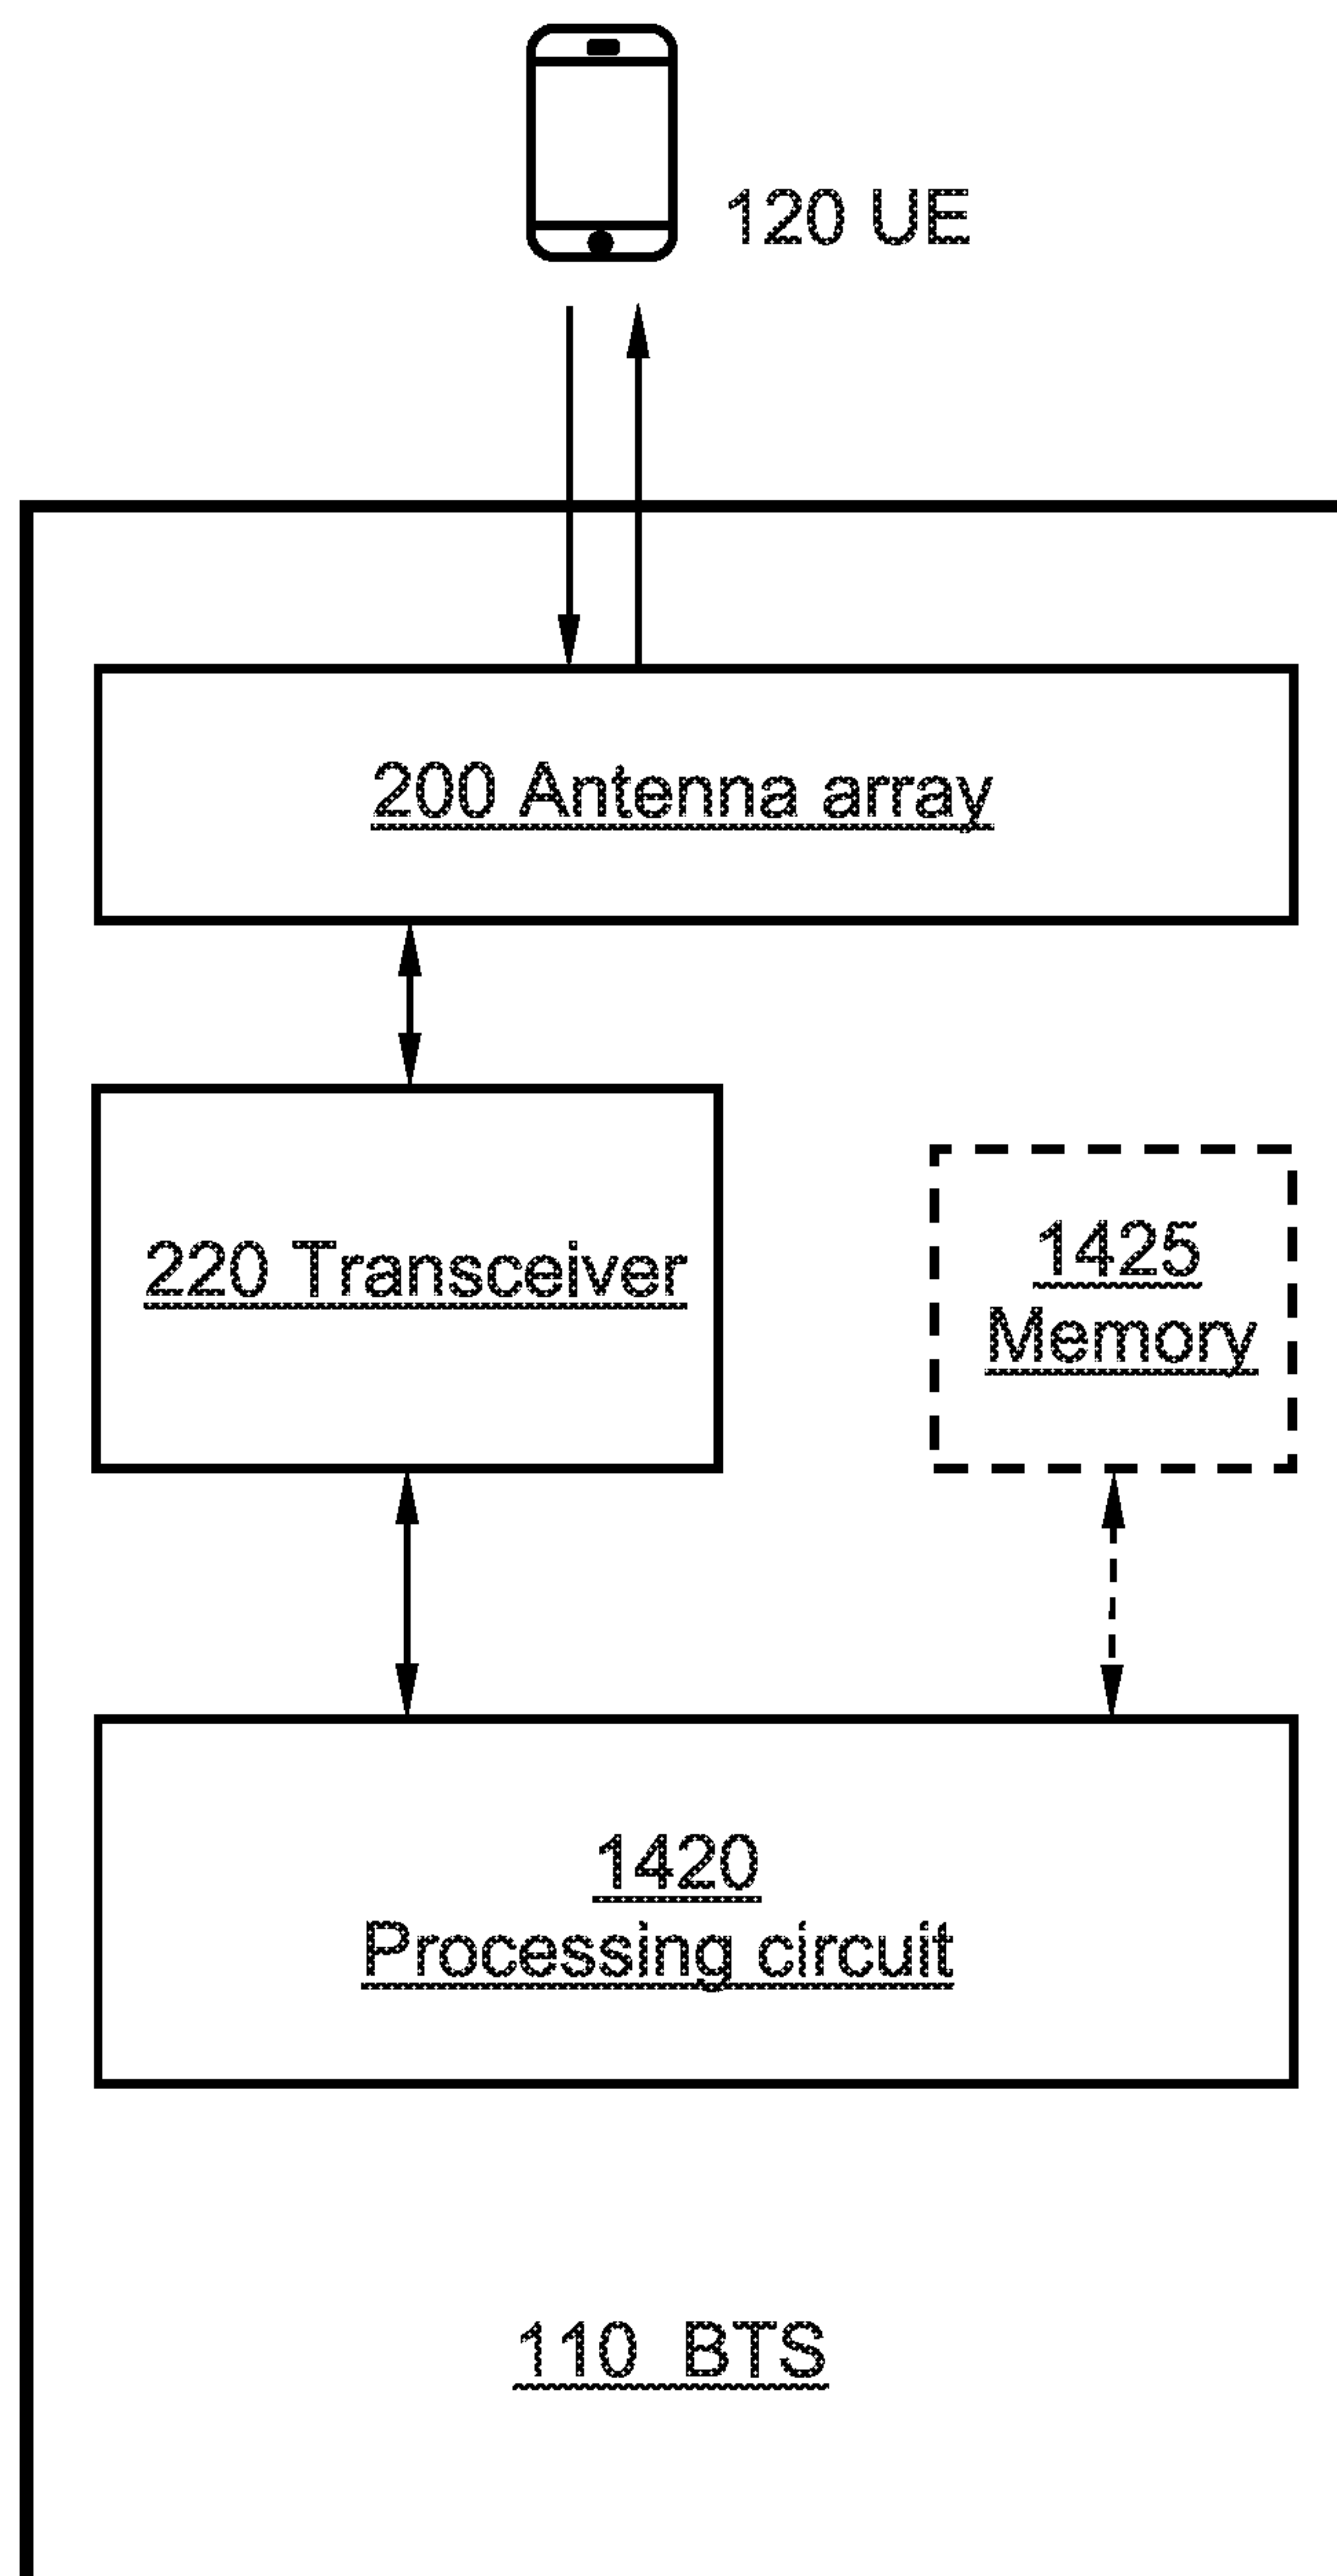 120 UE
200 Antenna array
220 Transceiver
1425
Memory
1420
Processing circuit
110 BTS